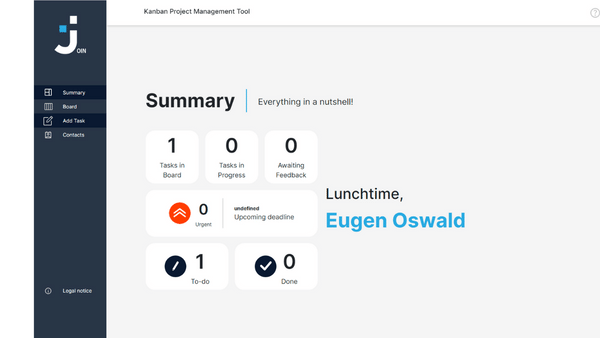 Kanban Project Management Tool
?
JOIN
Summary
Board
Add Task
Contacts
Legal notice
Summary
Everything in a nutshell!
1
Tasks in
Board
0
Tasks in
Progress
0
Awaiting
Feedback
0
Urgent
undefined
Upcoming deadline
1
To-do
0
Done
Lunchtime,
Eugen Oswald